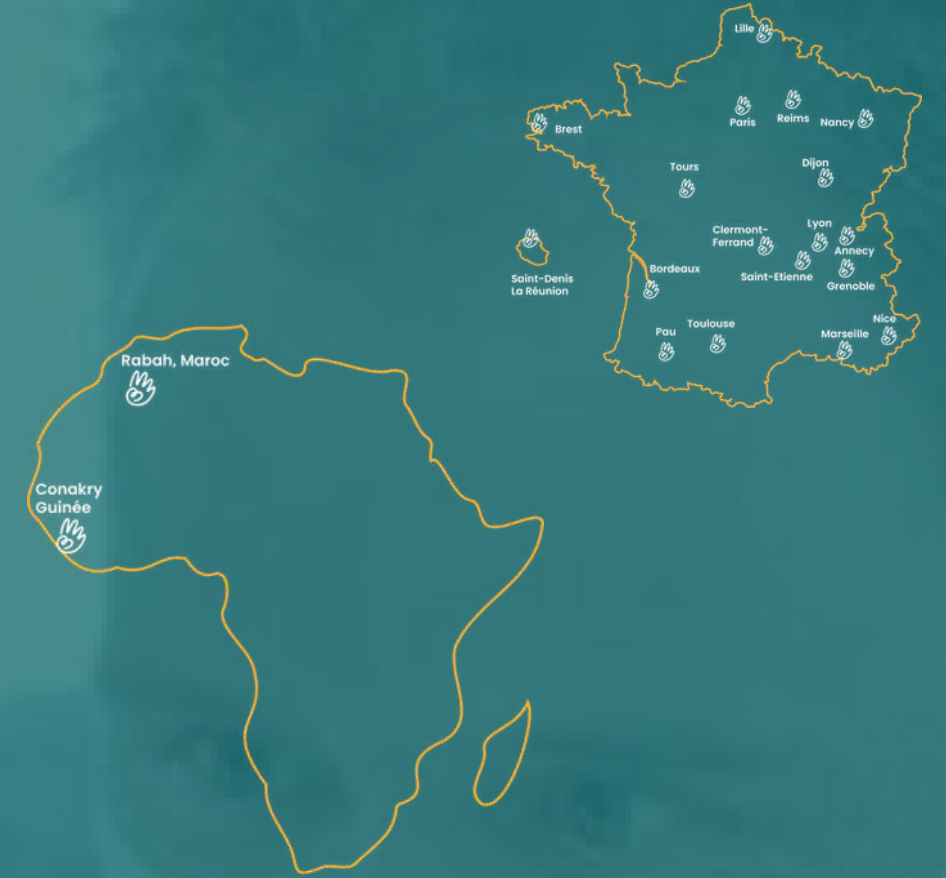 Lille
Paris
Reims
Nancy
Brest
Tours
Dijon
Lyon
Clermont-
Ferrand
Annecy
Saint-Etienne
Grenoble
Saint-Denis
La Réunion
Bordeaux
Nice
Pau
Toulouse
Marseille
Rabah, Maroc
Conakry
Guinée